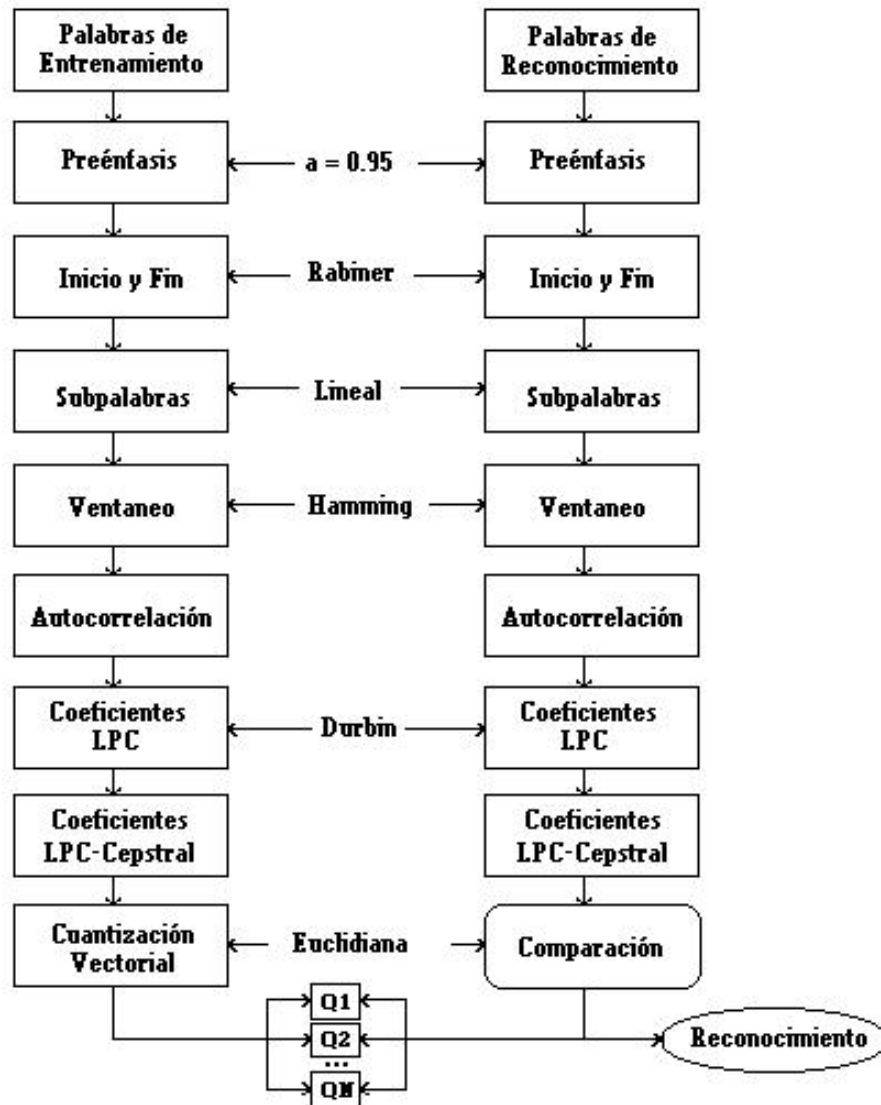 Palabras de
Entrenamiento
Palabras de
Reconocimiento
Preénfasis
a = 0.95
Preénfasis
Inicio y Fin
Rabiner
Inicio y Fin
Subpalabras
Lineal
Subpalabras
Ventaneo
Hamming
Ventaneo
Autocorrelación
Autocorrelación
Coeficientes
LPC
Durbin
Coeficientes
LPC
Coeficientes
LPC-Cepstral
Coeficientes
LPC-Cepstral
Cuantización
Vectorial
Euclidiana
Comparación
Q1
Q2
...
QN
Reconocimiento